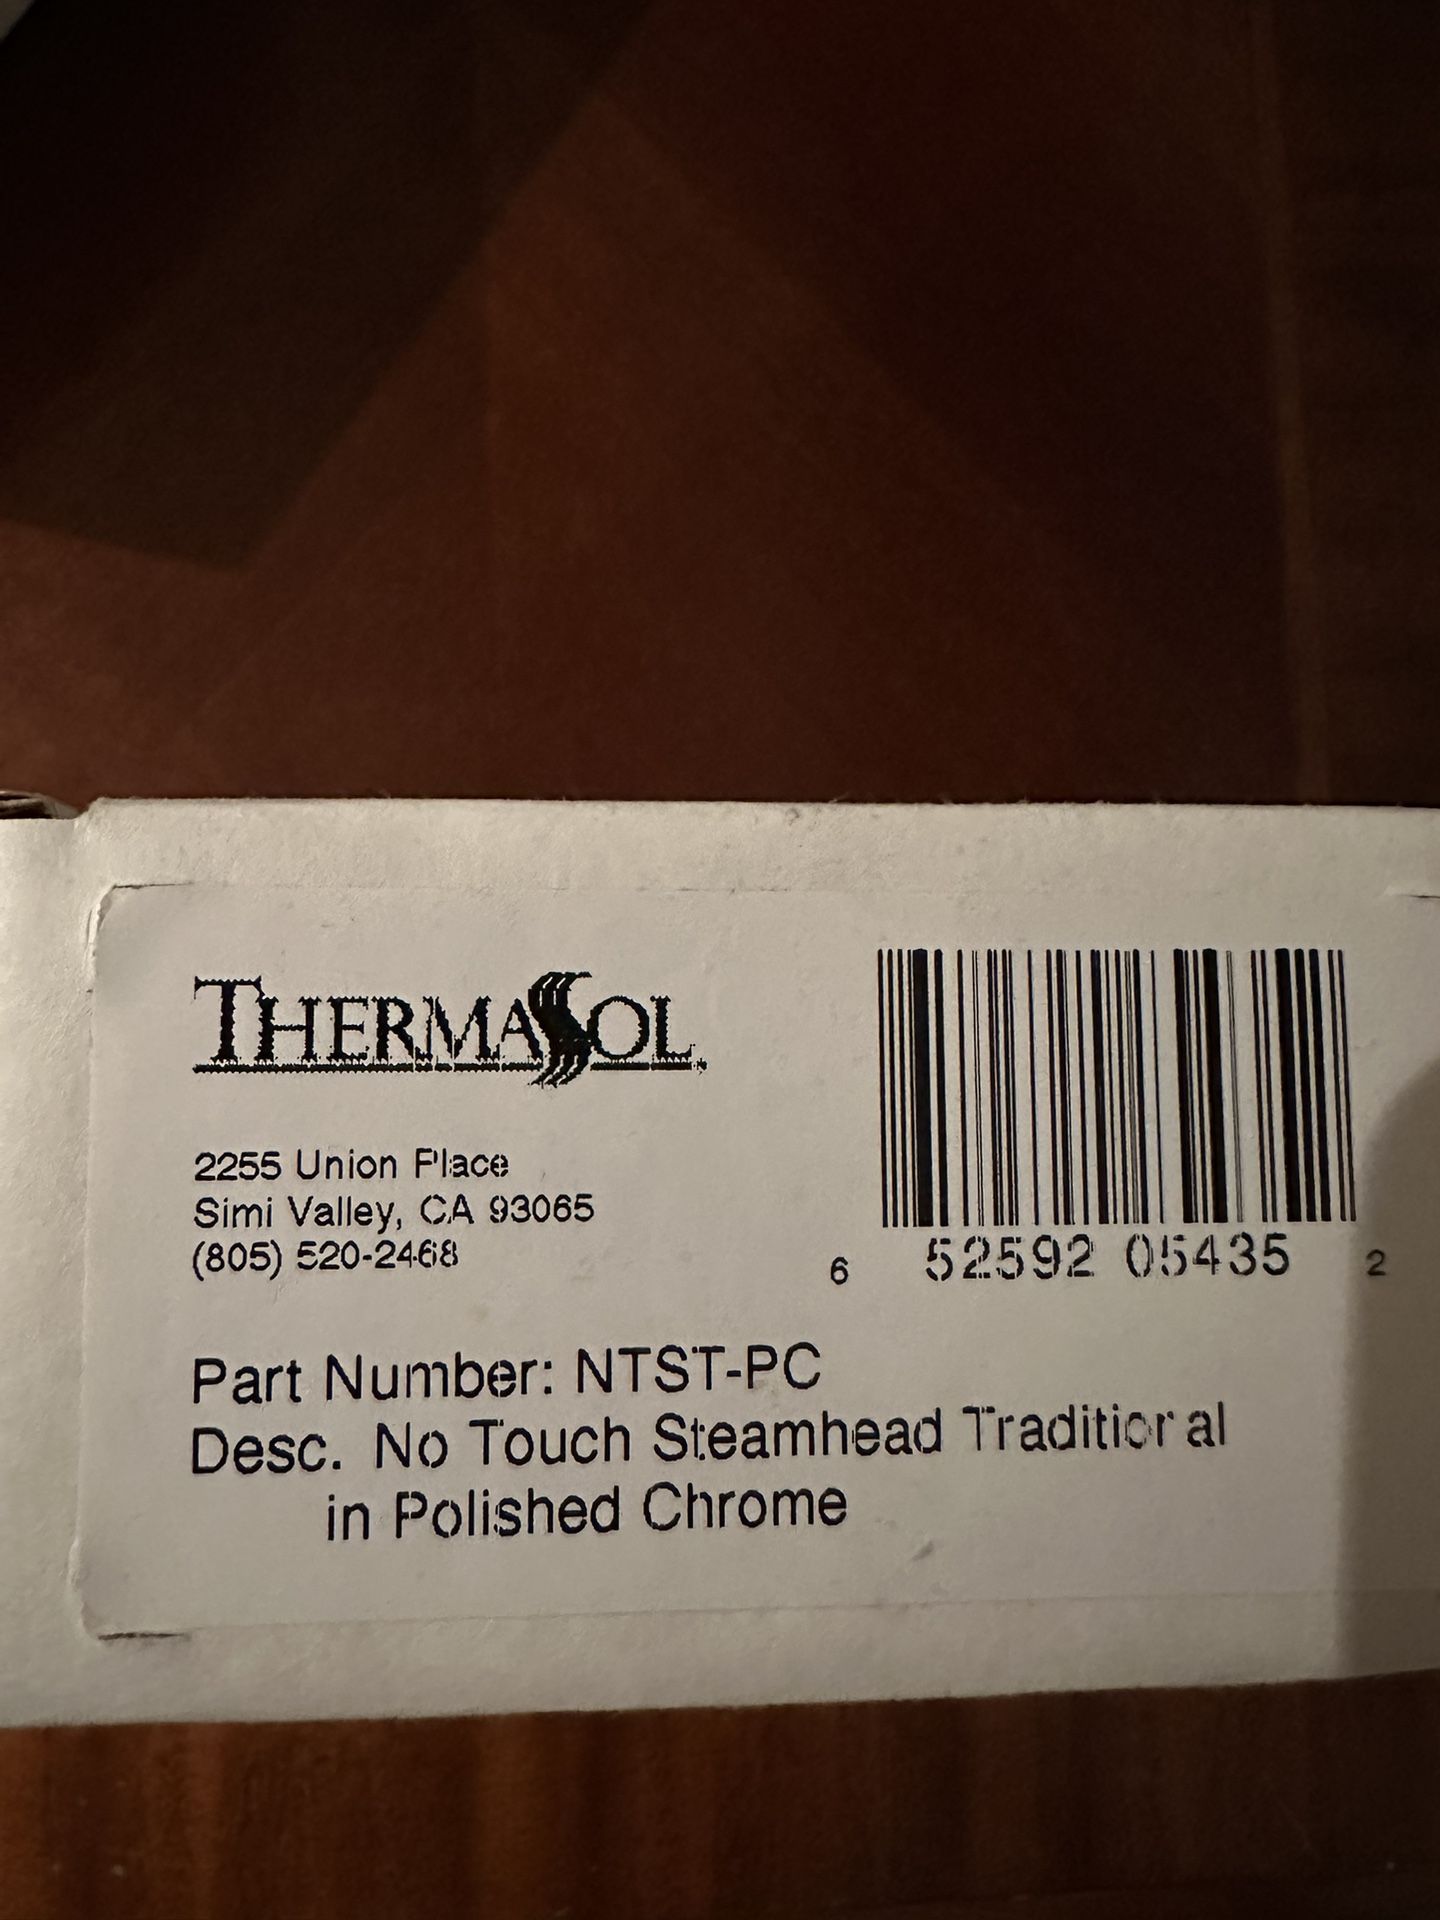 THERMASOL
2255 Union Place
Simi Valley, CA 93065
(805) 520-2468
6 52592 05435 2
Part Number: NTST-PC
Desc. No Touch Steamhead Traditional
in Polished Chrome